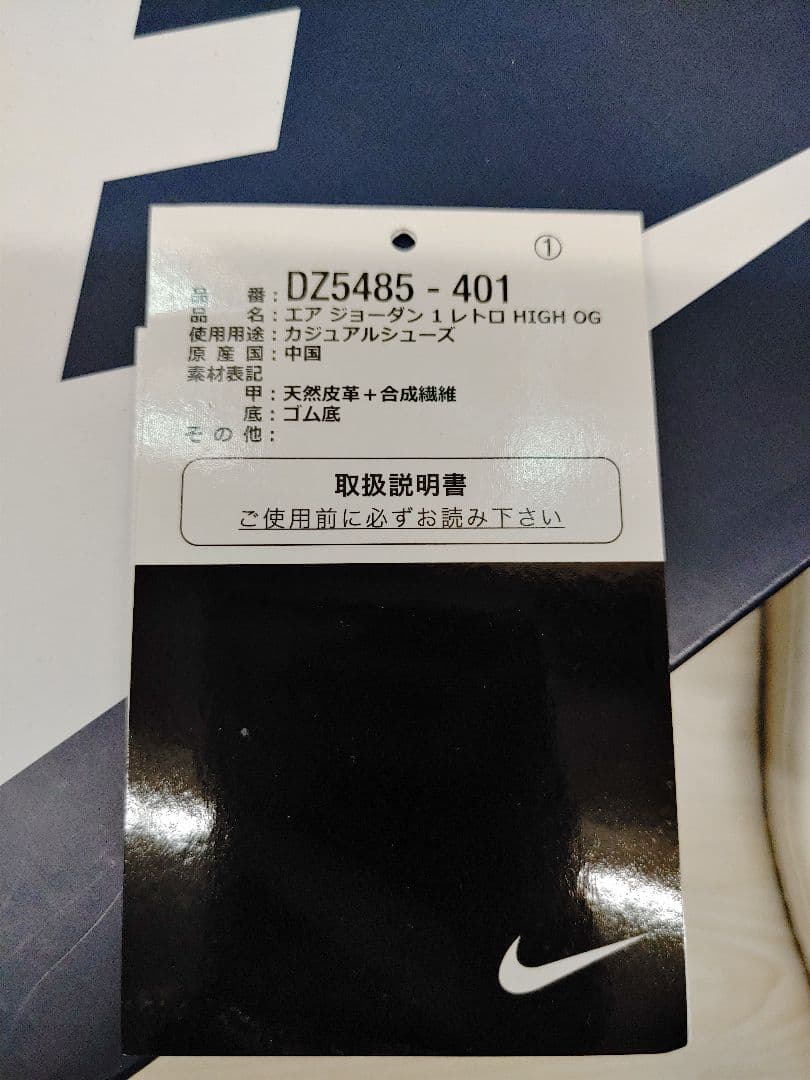 ①
品番：DZ5485 - 401
品名：エア ジョーダン 1 レトロ HIGH OG
使用用途：カジュアルシューズ
原産国：中国
素材表記
甲：天然皮革＋合成繊維
底：ゴム底
その他：
取扱説明書
ご使用前に必ずお読み下さい